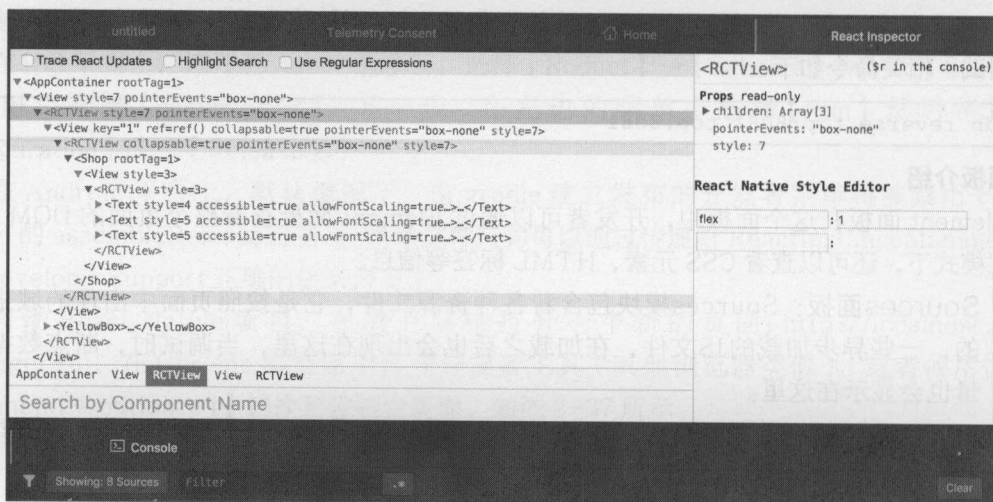 untitled
Telemetry Consent
Home
React Inspector
Trace React Updates
Highlight Search
Use Regular Expressions
▼<AppContainer rootTag=1>
▼<View style=7 pointerEvents="box-none">
▼<RCTView style=7 pointerEvents="box-none">
▼<View key="1" ref=ref() collapsable=true pointerEvents="box-none" style=7>
▼<RCTView collapsable=true pointerEvents="box-none" style=7>
▼<Shop rootTag=1>
▼<View style=3>
▼<RCTView style=3>
▶<Text style=4 accessible=true allowFontScaling=true…>…</Text>
▶<Text style=5 accessible=true allowFontScaling=true…>…</Text>
▶<Text style=5 accessible=true allowFontScaling=true…>…</Text>
</RCTView>
</View>
</Shop>
</RCTView>
</View>
▶<YellowBox>…</YellowBox>
</RCTView>
</View>
AppContainer View RCTView View RCTView
Search by Component Name
<RCTView>
($r in the console)
Props read-only
▶children: Array[3]
pointerEvents: "box-none"
style: 7
React Native Style Editor
flex : 1
:
Console
Showing: 8 Sources
Filter
.*
Clear